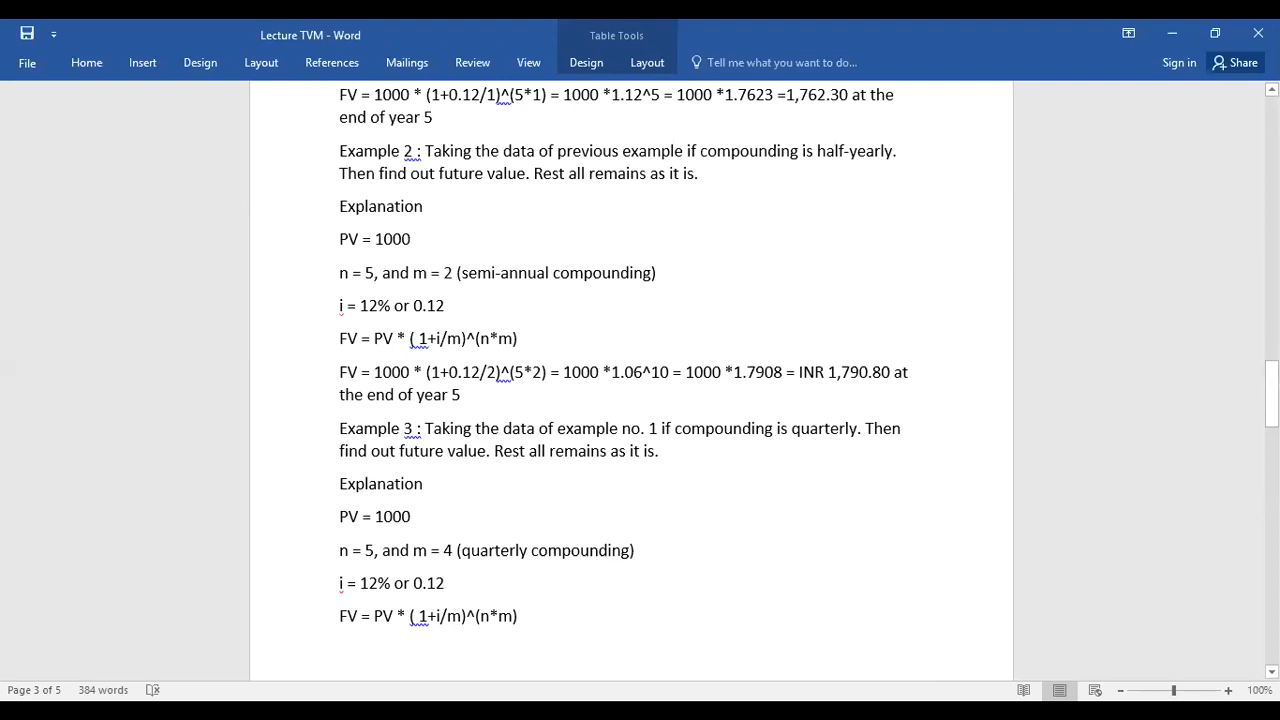 Lecture TVM - Word
Table Tools
File
Home
Insert
Design
Layout
References
Mailings
Review
View
Design
Layout
Tell me what you want to do...
Sign in
Share
FV = 1000 * (1+0.12/1)^(5*1) = 1000 *1.12^5 = 1000 *1.7623 =1,762.30 at the
end of year 5
Example 2 : Taking the data of previous example if compounding is half-yearly.
Then find out future value. Rest all remains as it is.
Explanation
PV = 1000
n = 5, and m = 2 (semi-annual compounding)
i = 12% or 0.12
FV = PV * ( 1+i/m)^(n*m)
FV = 1000 * (1+0.12/2)^(5*2) = 1000 *1.06^10 = 1000 *1.7908 = INR 1,790.80 at
the end of year 5
Example 3 : Taking the data of example no. 1 if compounding is quarterly. Then
find out future value. Rest all remains as it is.
Explanation
PV = 1000
n = 5, and m = 4 (quarterly compounding)
i = 12% or 0.12
FV = PV * ( 1+i/m)^(n*m)
Page 3 of 5
384 words
100%